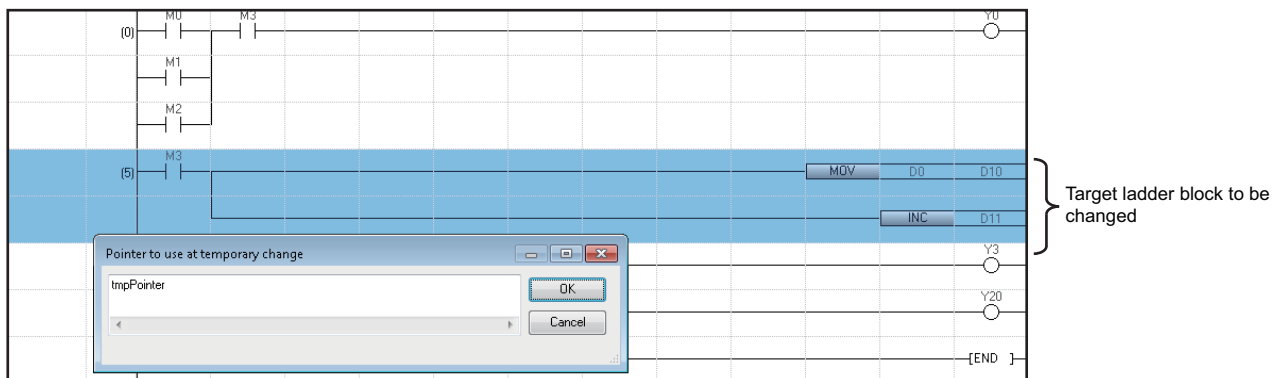 M0 M3 Y0
(0)
M1
M2
M3
(5) MOV D0 D10
INC D11
Target ladder block to be
changed
Pointer to use at temporary change
tmpPointer
OK
Cancel
Y3
Y20
[END ]